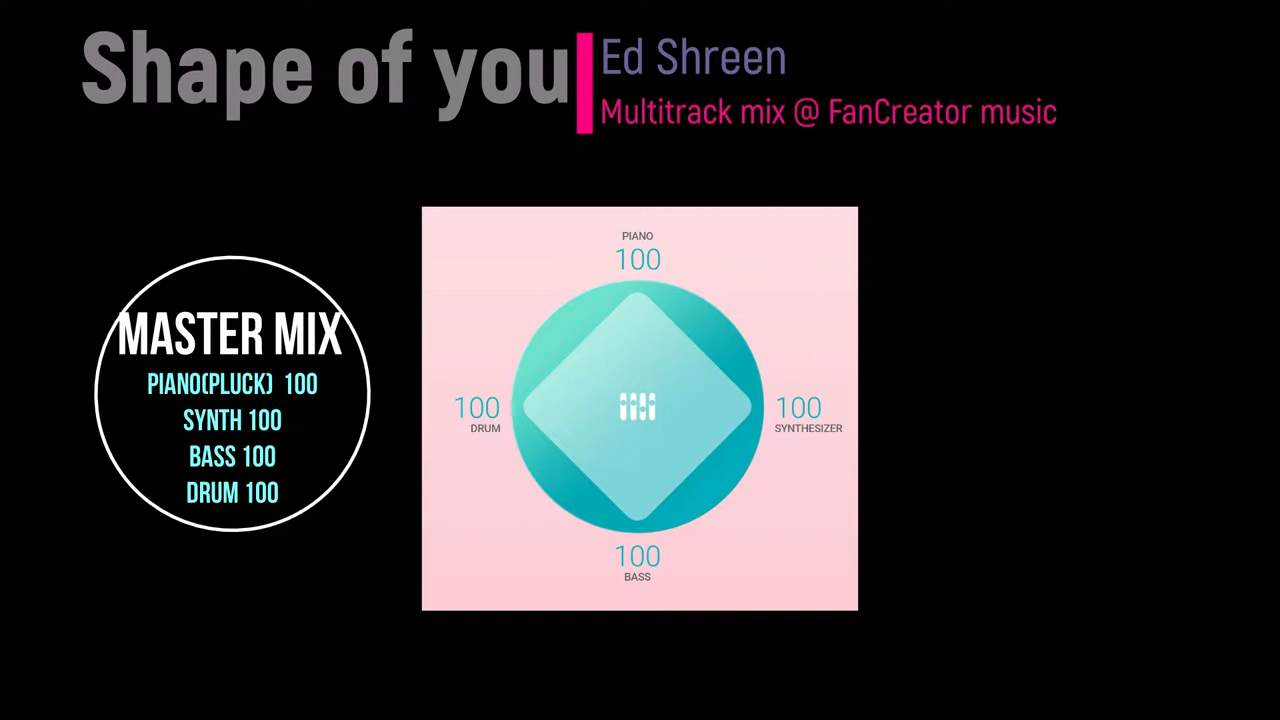 Shape of you
Ed Shreen
Multitrack mix @ FanCreator music
MASTER MIX
PIANO(PLUCK) 100
SYNTH 100
BASS 100
DRUM 100
PIANO
100
100
DRUM
100
SYNTHESIZER
100
BASS